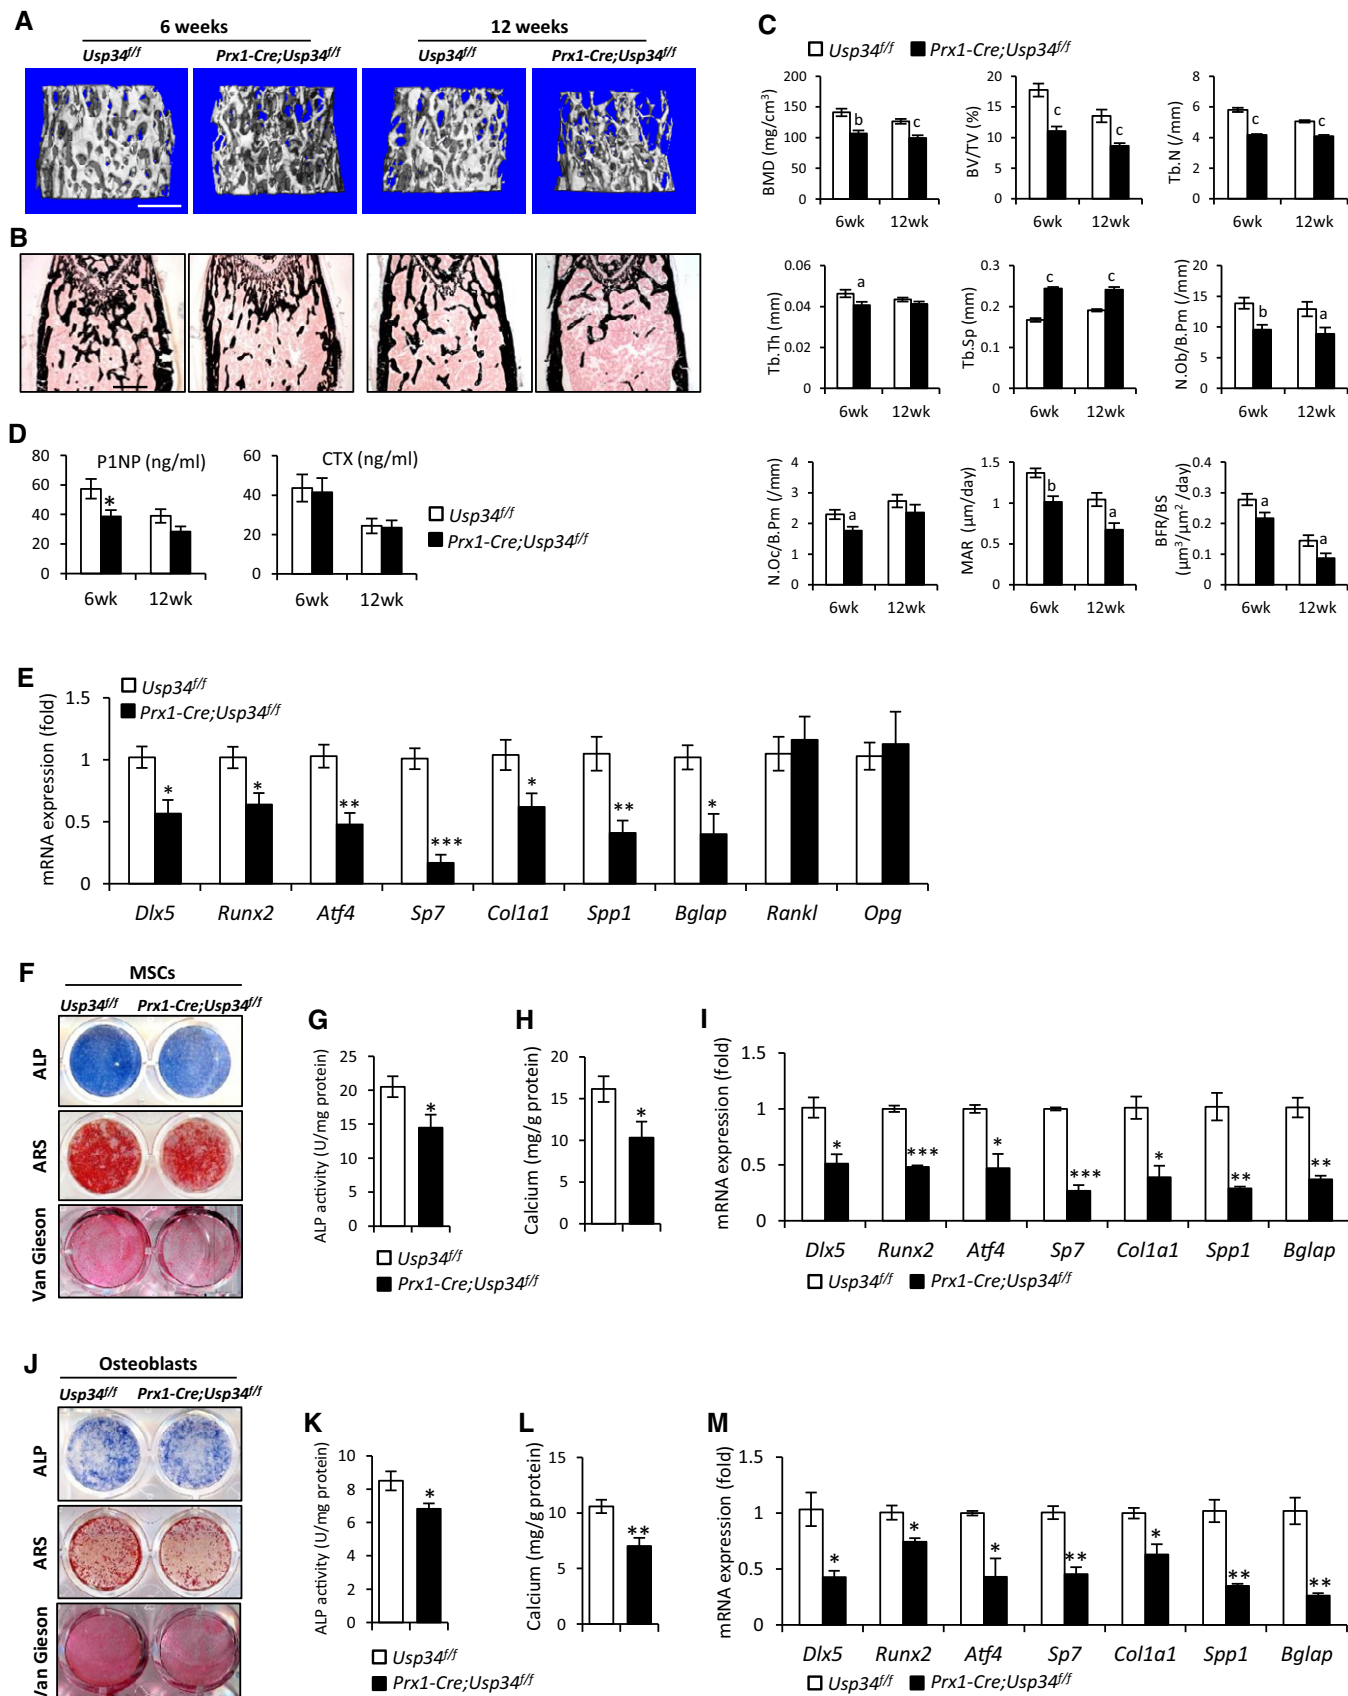 A
6 weeks
12 weeks
Usp34f/f
Prx1-Cre;Usp34f/f
Usp34f/f
Prx1-Cre;Usp34f/f
B
C
Usp34f/f
Prx1-Cre;Usp34f/f
BMD (mg/cm3)
200
150
100
50
0
b
c
6wk
12wk
BV/TV (%)
20
15
10
5
0
c
c
6wk
12wk
Tb.N (/mm)
8
6
4
2
0
c
c
6wk
12wk
Tb.Th (mm)
0.06
0.04
0.02
0
a
6wk
12wk
Tb.Sp (mm)
0.3
0.2
0.1
0
c
c
6wk
12wk
N.Ob/B.Pm (/mm)
20
15
10
5
0
b
a
6wk
12wk
N.Oc/B.Pm (/mm)
4
3
2
1
0
a
6wk
12wk
MAR (μm/day)
1.5
1
0.5
0
b
a
6wk
12wk
BFR/BS
(μm3/μm2 /day)
0.4
0.3
0.2
0.1
0
a
a
6wk
12wk
D
P1NP (ng/ml)
80
60
40
20
0
*
6wk
12wk
CTX (ng/ml)
60
40
20
0
6wk
12wk
Usp34f/f
Prx1-Cre;Usp34f/f
E
Usp34f/f
Prx1-Cre;Usp34f/f
mRNA expression (fold)
1.5
1
0.5
0
* * ** *** * ** *
Dlx5 Runx2 Atf4 Sp7 Col1a1 Spp1 Bglap Rankl Opg
F
MSCs
Usp34f/f Prx1-Cre;Usp34f/f
ALP
ARS
Van Gieson
G
ALP activity (U/mg protein)
25
20
15
10
5
0
*
Usp34f/f
Prx1-Cre;Usp34f/f
H
Calcium (mg/g protein)
20
15
10
5
0
*
I
mRNA expression (fold)
1.5
1
0.5
0
* *** * *** * ** **
Dlx5 Runx2 Atf4 Sp7 Col1a1 Spp1 Bglap
Usp34f/f Prx1-Cre;Usp34f/f
J
Osteoblasts
Usp34f/f Prx1-Cre;Usp34f/f
ALP
ARS
Van Gieson
K
ALP activity (U/mg protein)
10
8
6
4
2
0
*
Usp34f/f
Prx1-Cre;Usp34f/f
L
Calcium (mg/g protein)
15
10
5
0
**
M
mRNA expression (fold)
1.5
1
0.5
0
* * * ** * ** **
Dlx5 Runx2 Atf4 Sp7 Col1a1 Spp1 Bglap
Usp34f/f Prx1-Cre;Usp34f/f